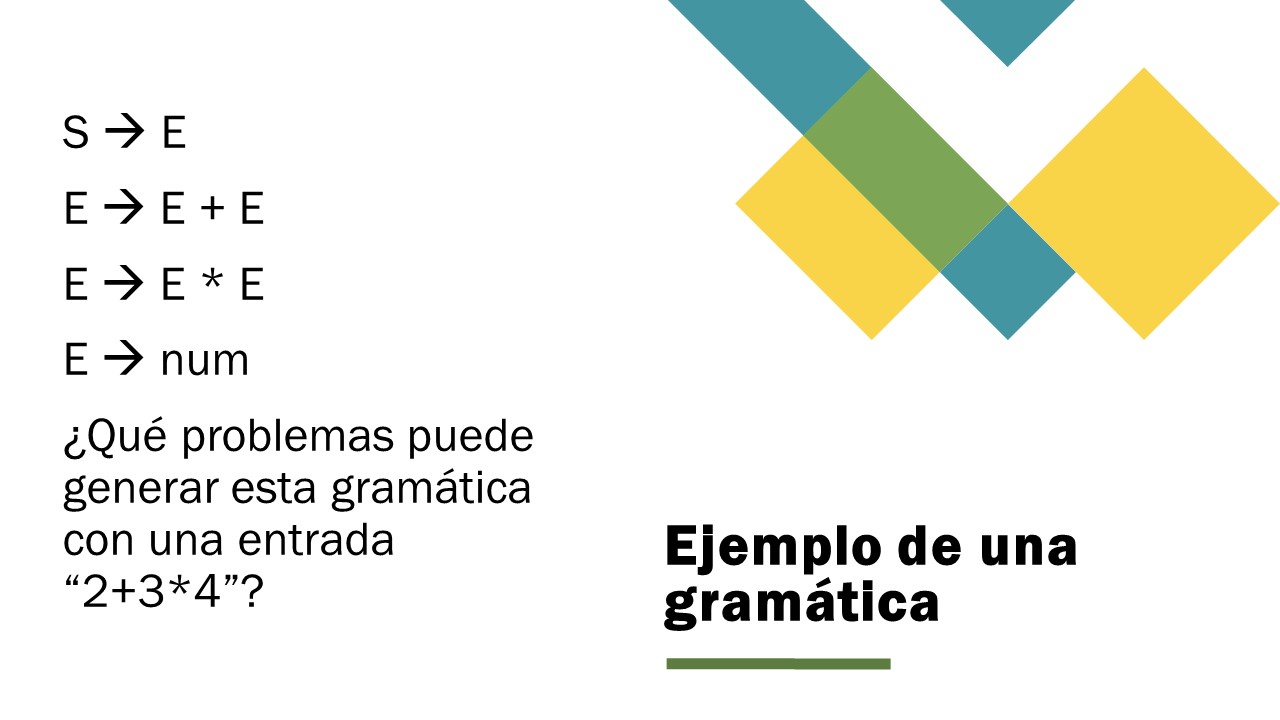 S → E
E → E + E
E → E * E
E → num
¿Qué problemas puede
generar esta gramática
con una entrada
“2+3*4”?
Ejemplo de una
gramática